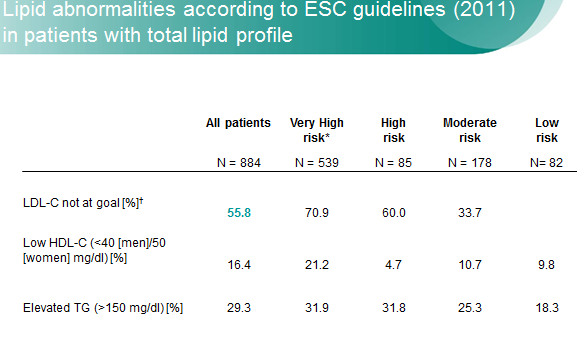 Lipid abnormalities according to ESC guidelines (2011)
in patients with total lipid profile
All patients Very High risk* High risk Moderate risk Low risk
N = 884 N = 539 N = 85 N = 178 N= 82
LDL-C not at goal [%]† 55.8 70.9 60.0 33.7
Low HDL-C (<40 [men]/50
[women] mg/dl) [%] 16.4 21.2 4.7 10.7 9.8
Elevated TG (>150 mg/dl) [%] 29.3 31.9 31.8 25.3 18.3